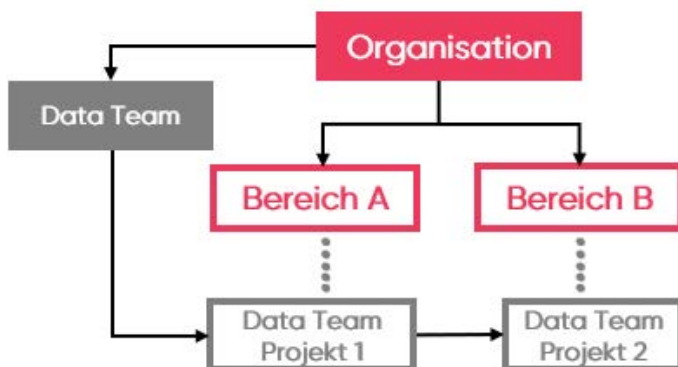 Organisation
Data Team
Bereich A
Bereich B
Data Team
Projekt 1
Data Team
Projekt 2